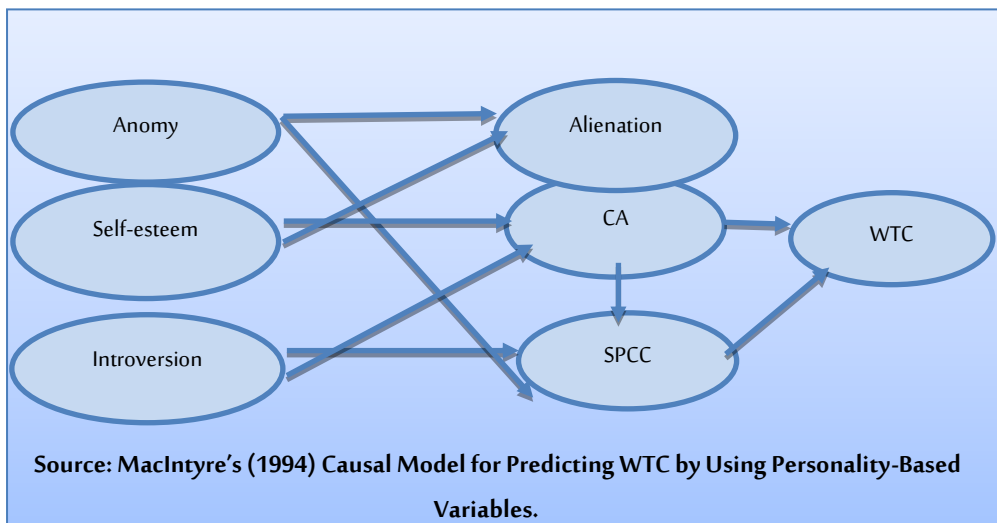 Anomy
Alienation
Self-esteem
CA
WTC
Introversion
SPCC
Source: MacIntyre’s (1994) Causal Model for Predicting WTC by Using Personality-Based
Variables.